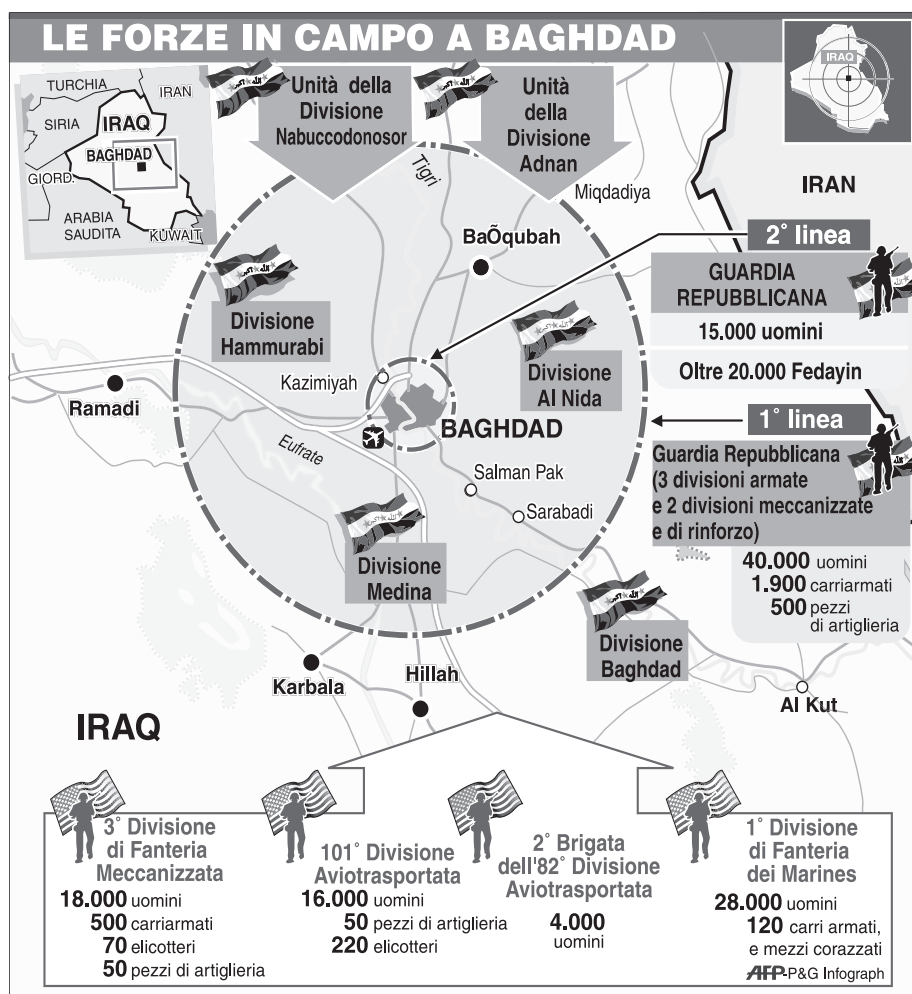 LE FORZE IN CAMPO A BAGHDAD
TURCHIA
IRAN
SIRIA
IRAQ
BAGHDAD
GIORD.
ARABIA
SAUDITA
KUWAIT
Unità della
Divisione
Nabuccodonosor
Unità
della
Divisione
Adnan
IRAQ
Tigri
Miqdadiya
IRAN
BaÕqubah
2° linea
GUARDIA
REPUBBLICANA
15.000 uomini
Oltre 20.000 Fedayin
Divisione
Hammurabi
Divisione
Al Nida
Kazimiyah
Ramadi
BAGHDAD
Eufrate
1° linea
Guardia Repubblicana
(3 divisioni armate
e 2 divisioni meccanizzate
e di rinforzo)
40.000 uomini
1.900 carriarmati
500 pezzi
di artiglieria
Salman Pak
Sarabadi
Divisione
Medina
Divisione
Baghdad
Karbala
Hillah
Al Kut
IRAQ
3° Divisione
di Fanteria
Meccanizzata
18.000 uomini
500 carriarmati
70 elicotteri
50 pezzi di artiglieria
101° Divisione
Aviotrasportata
16.000 uomini
50 pezzi di artiglieria
220 elicotteri
2° Brigata
dell'82° Divisione
Aviotrasportata
4.000
uomini
1° Divisione
di Fanteria
dei Marines
28.000 uomini
120 carri armati,
e mezzi corazzati
AFP-P&G Infograph